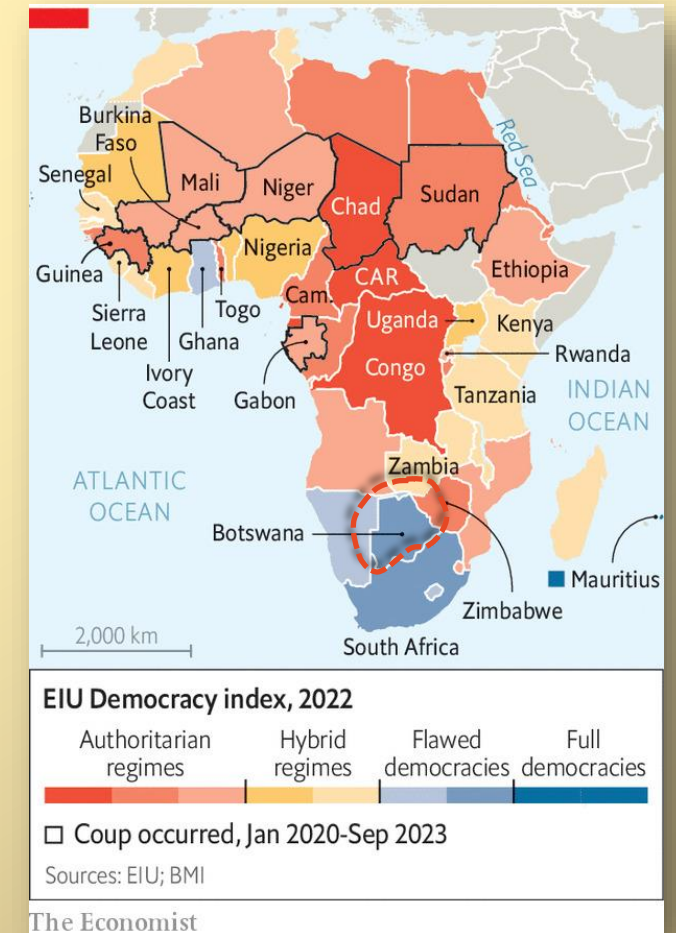 Burkina
Faso
Red Sea
Senegal
Mali
Niger
Chad
Sudan
Nigeria
Guinea
CAR
Ethiopia
Cam.
Sierra
Leone
Togo
Ghana
Uganda
Kenya
Ivory
Coast
Gabon
Congo
Rwanda
Tanzania
INDIAN
OCEAN
Zambia
ATLANTIC
OCEAN
Botswana
Mauritius
Zimbabwe
2,000 km
South Africa
EIU Democracy index, 2022
Authoritarian
regimes
Hybrid
regimes
Flawed
democracies
Full
democracies
Coup occurred, Jan 2020-Sep 2023
Sources: EIU; BMI
The Economist